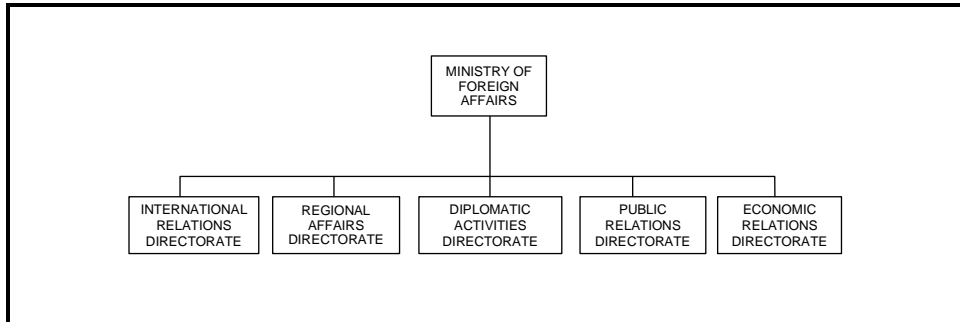 MINISTRY OF
FOREIGN
AFFAIRS
INTERNATIONAL
RELATIONS
DIRECTORATE
REGIONAL
AFFAIRS
DIRECTORATE
DIPLOMATIC
ACTIVITIES
DIRECTORATE
PUBLIC
RELATIONS
DIRECTORATE
ECONOMIC
RELATIONS
DIRECTORATE